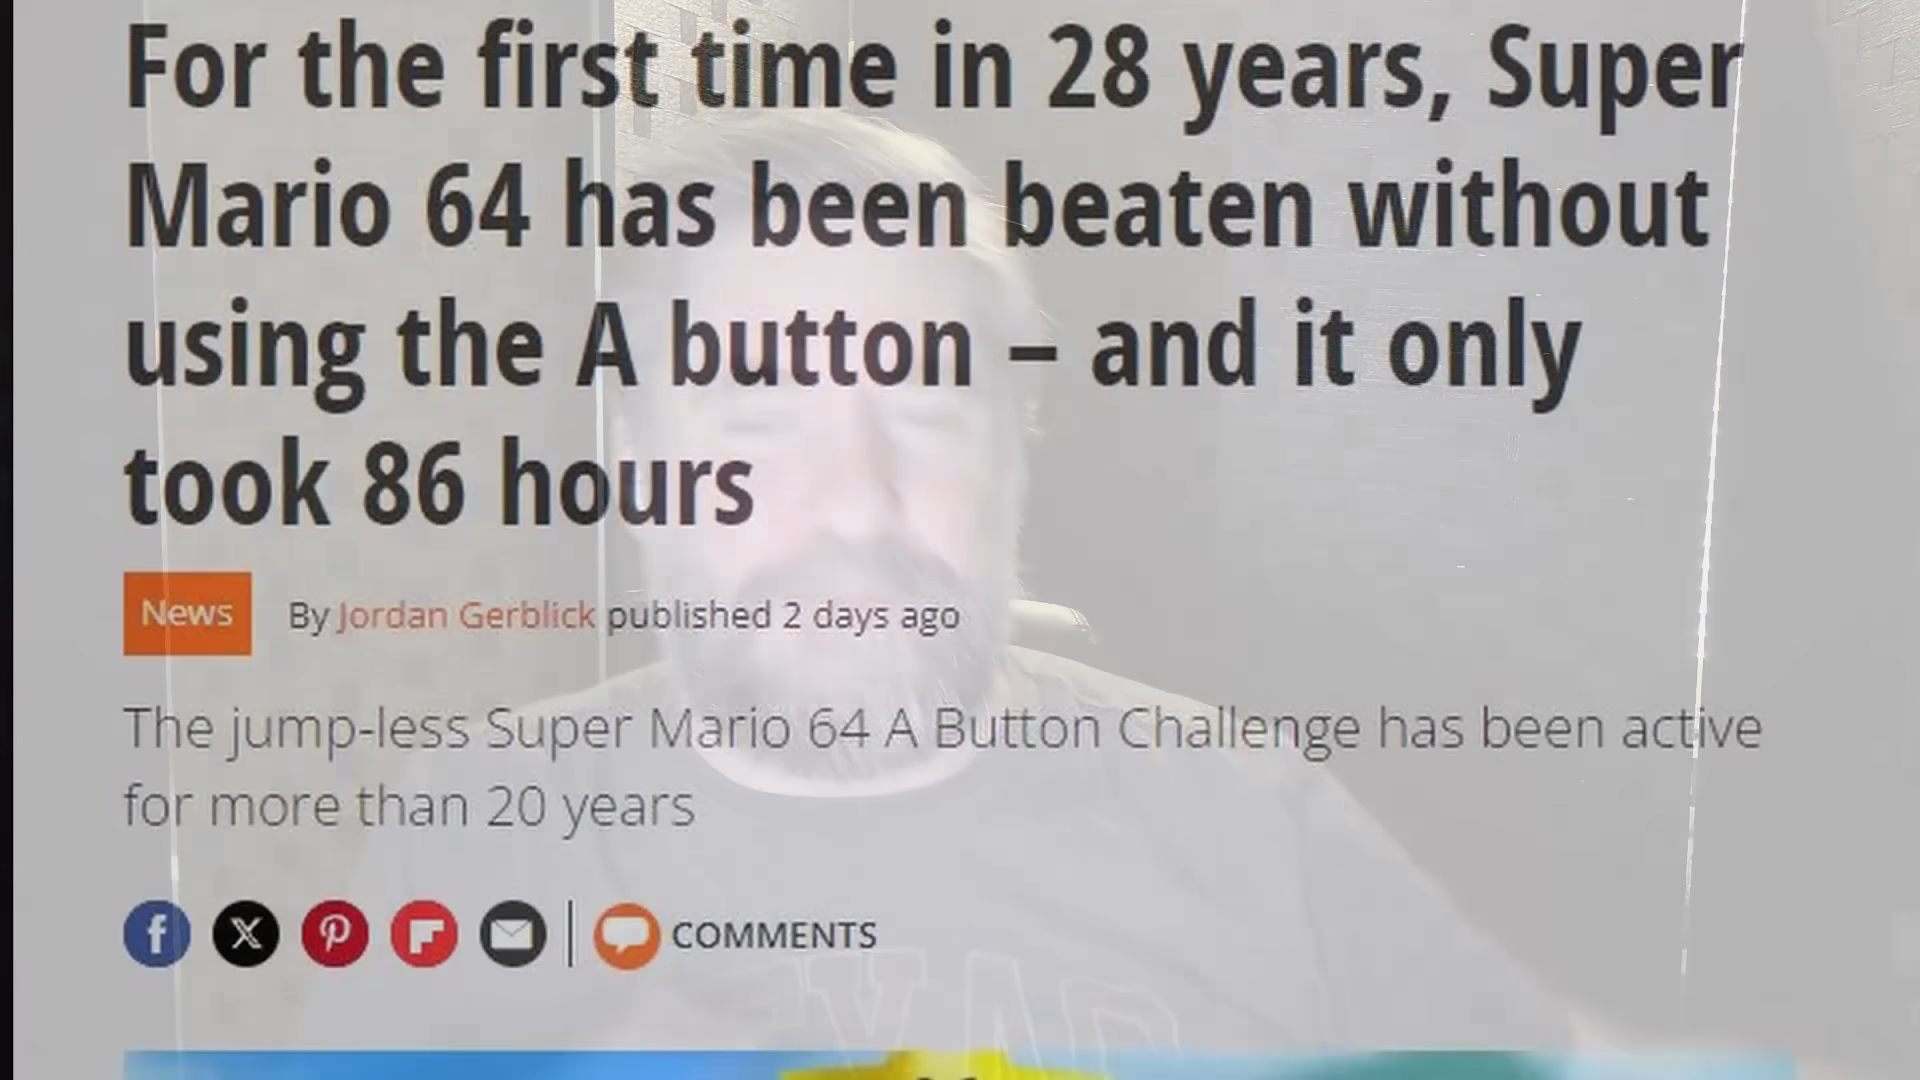 For the first time in 28 years, Super
Mario 64 has been beaten without
using the A button – and it only
took 86 hours
News By Jordan Gerblick published 2 days ago
The jump-less Super Mario 64 A Button Challenge has been active
for more than 20 years
COMMENTS